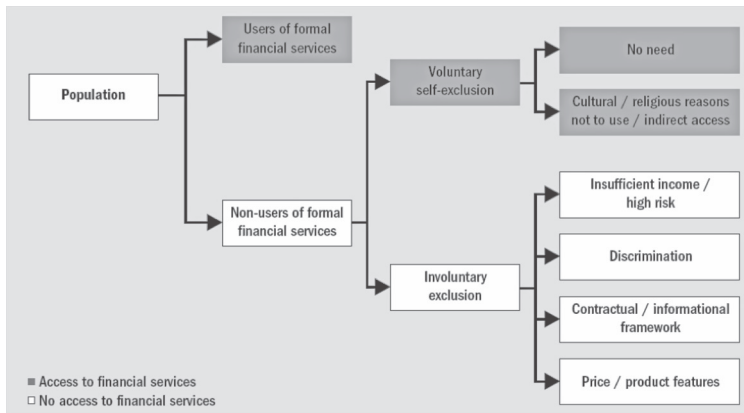 Users of formal
financial services
Population
Voluntary
self-exclusion
No need
Cultural / religious reasons
not to use / indirect access
Non-users of formal
financial services
Involuntary
exclusion
Insufficient income /
high risk
Discrimination
Contractual / informational
framework
Price / product features
Access to financial services
No access to financial services